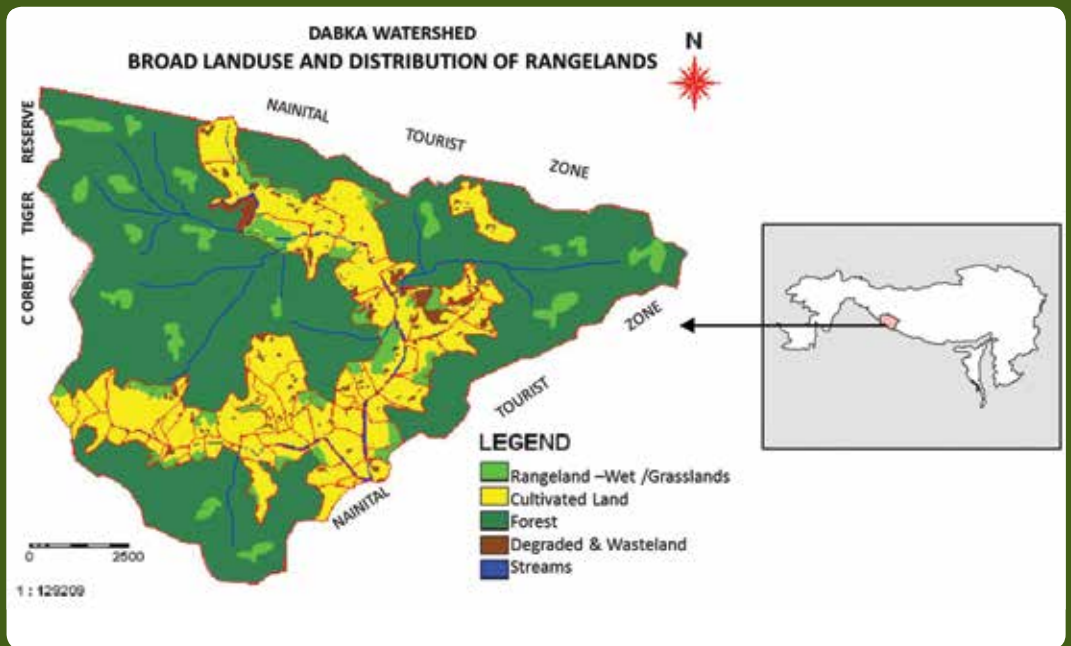 DABKA WATERSHED
BROAD LANDUSE AND DISTRIBUTION OF RANGELANDS
N
NAINITAL TOURIST ZONE
CORBETT TIGER RESERVE
NAINITAL TOURIST ZONE
LEGEND
Rangeland –Wet /Grasslands
Cultivated Land
Forest
Degraded & Wasteland
Streams
0 2500
1 : 129209